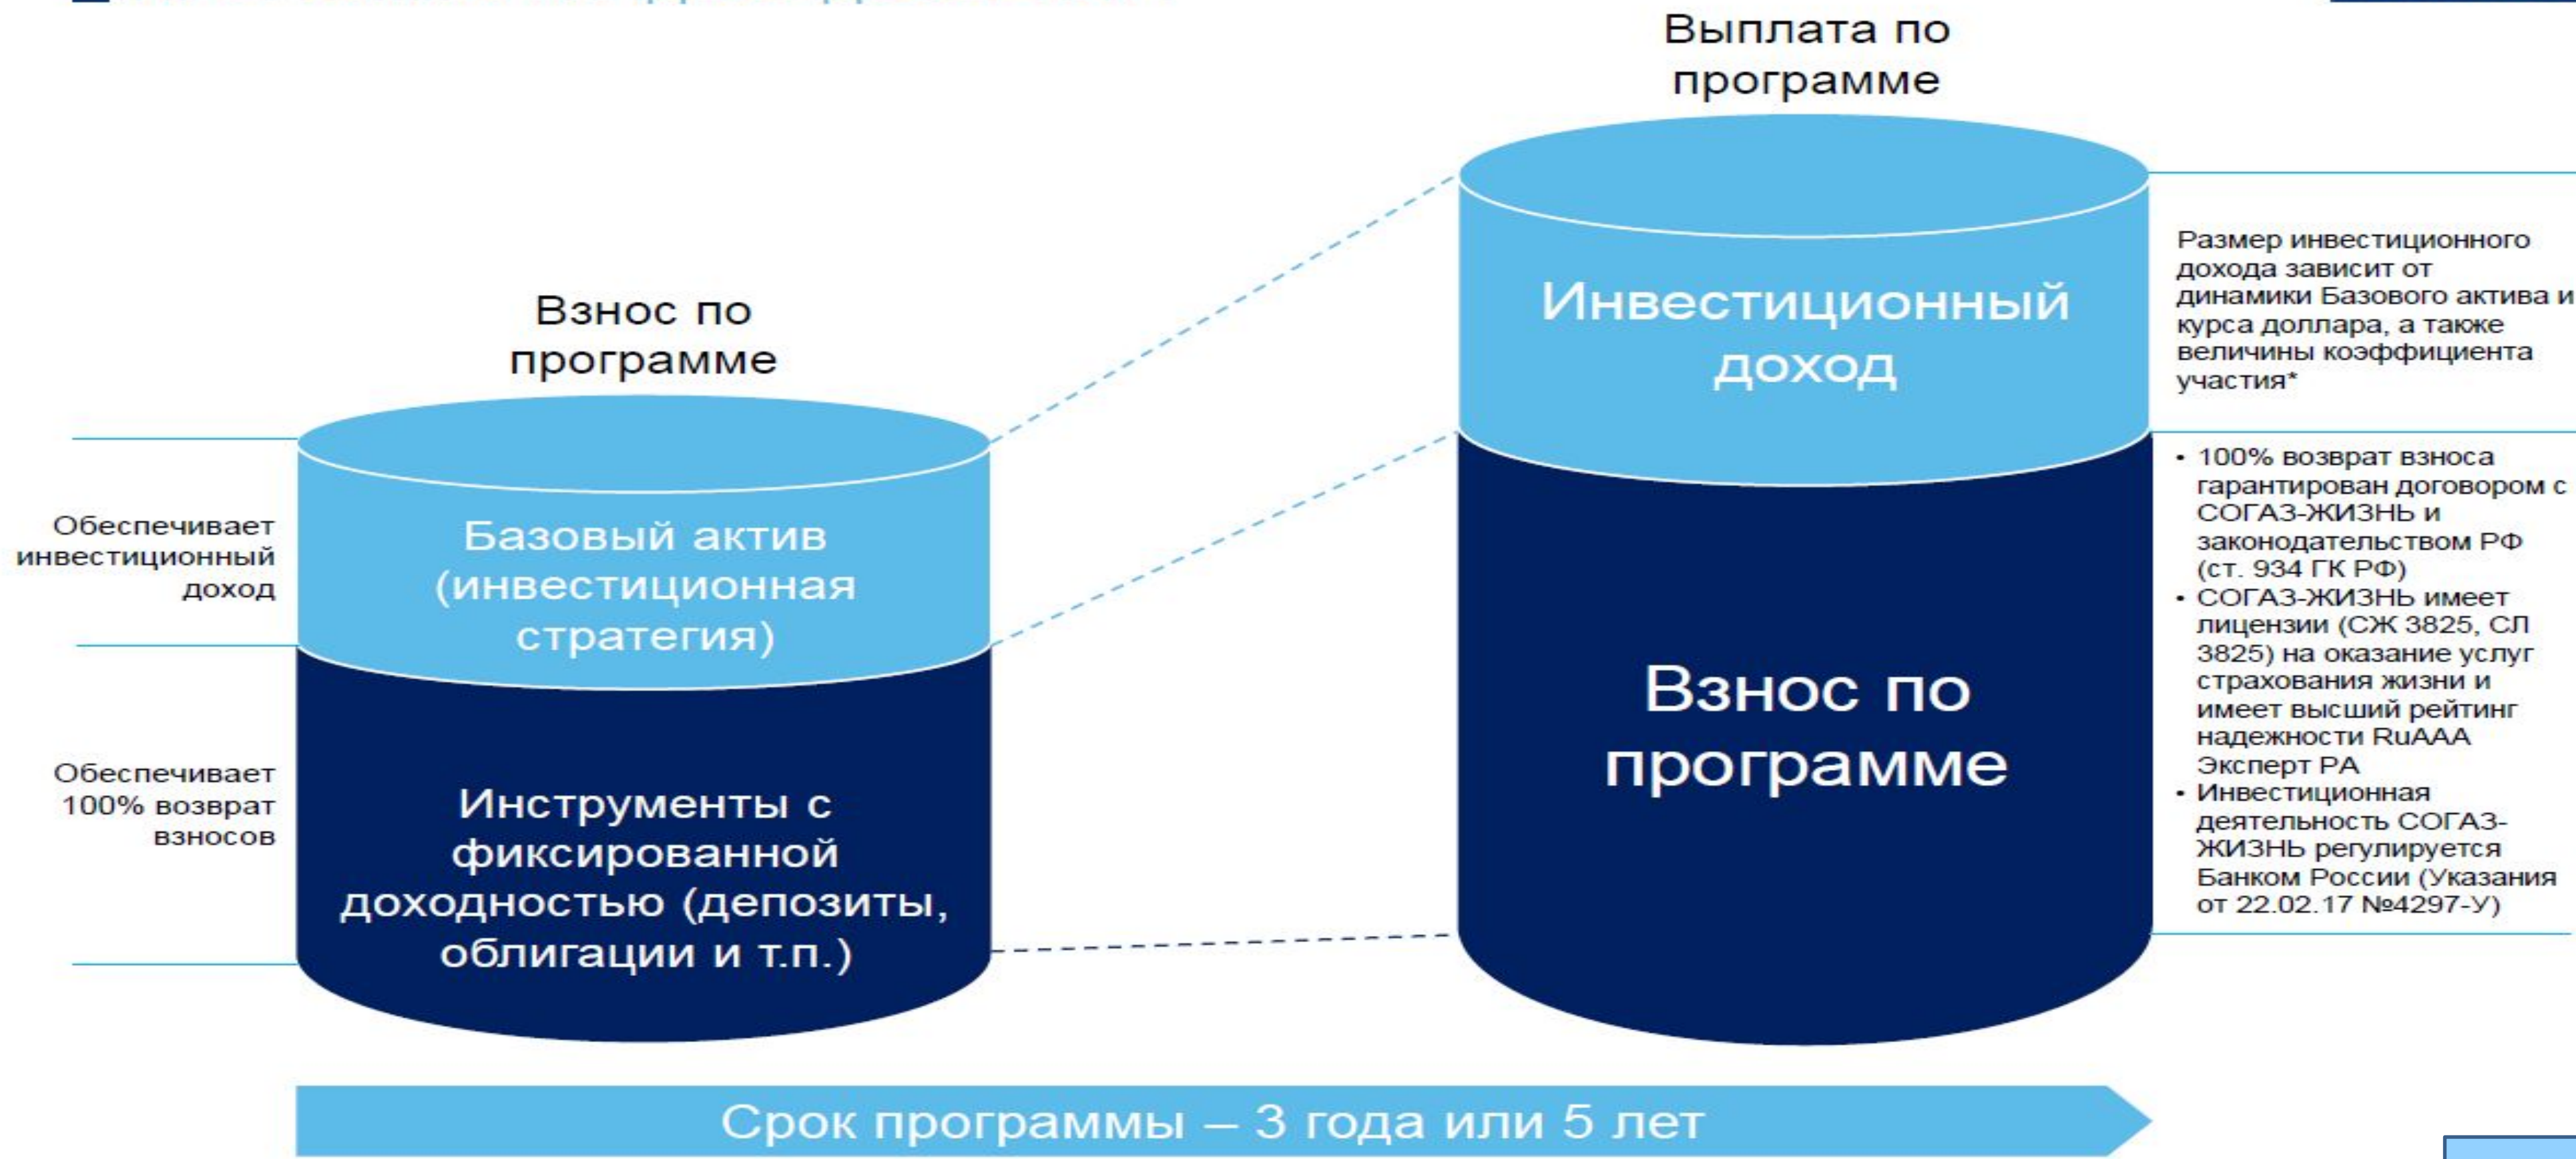 Выплата по
программе
Взнос по
программе
Обеспечивает
инвестиционный
доход
Базовый актив
(инвестиционная
стратегия)
Обеспечивает
100% возврат
взносов
Инструменты с
фиксированной
доходностью (депозиты,
облигации и т.п.)
Инвестиционный
доход
Взнос по
программе
Размер инвестиционного
дохода зависит от
динамики Базового актива и
курса доллара, а также
величины коэффициента
участия*
• 100% возврат взноса
гарантирован договором с
СОГАЗ-ЖИЗНЬ и
законодательством РФ
(ст. 934 ГК РФ)
• СОГАЗ-ЖИЗНЬ имеет
лицензии (СЖ 3825, СЛ
3825) на оказание услуг
страхования жизни и
имеет высший рейтинг
надежности RuAAA
Эксперт РА
• Инвестиционная
деятельность СОГАЗ-
ЖИЗНЬ регулируется
Банком России (Указания
от 22.02.17 №4297-У)
Срок программы – 3 года или 5 лет